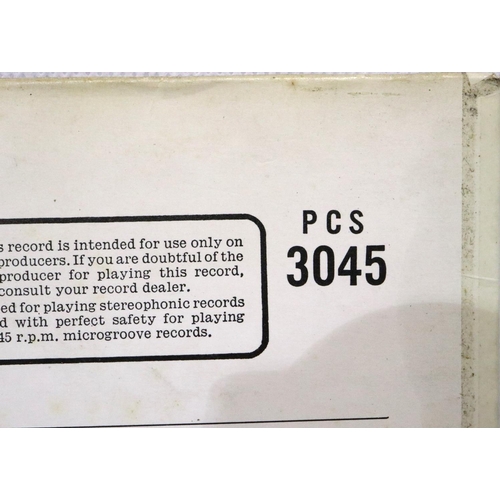 PCS
3045
s record is intended for use only on
producers. If you are doubtful of the
producer for playing this record,
consult your record dealer.
ed for playing stereophonic records
d with perfect safety for playing
45 r.p.m. microgroove records.